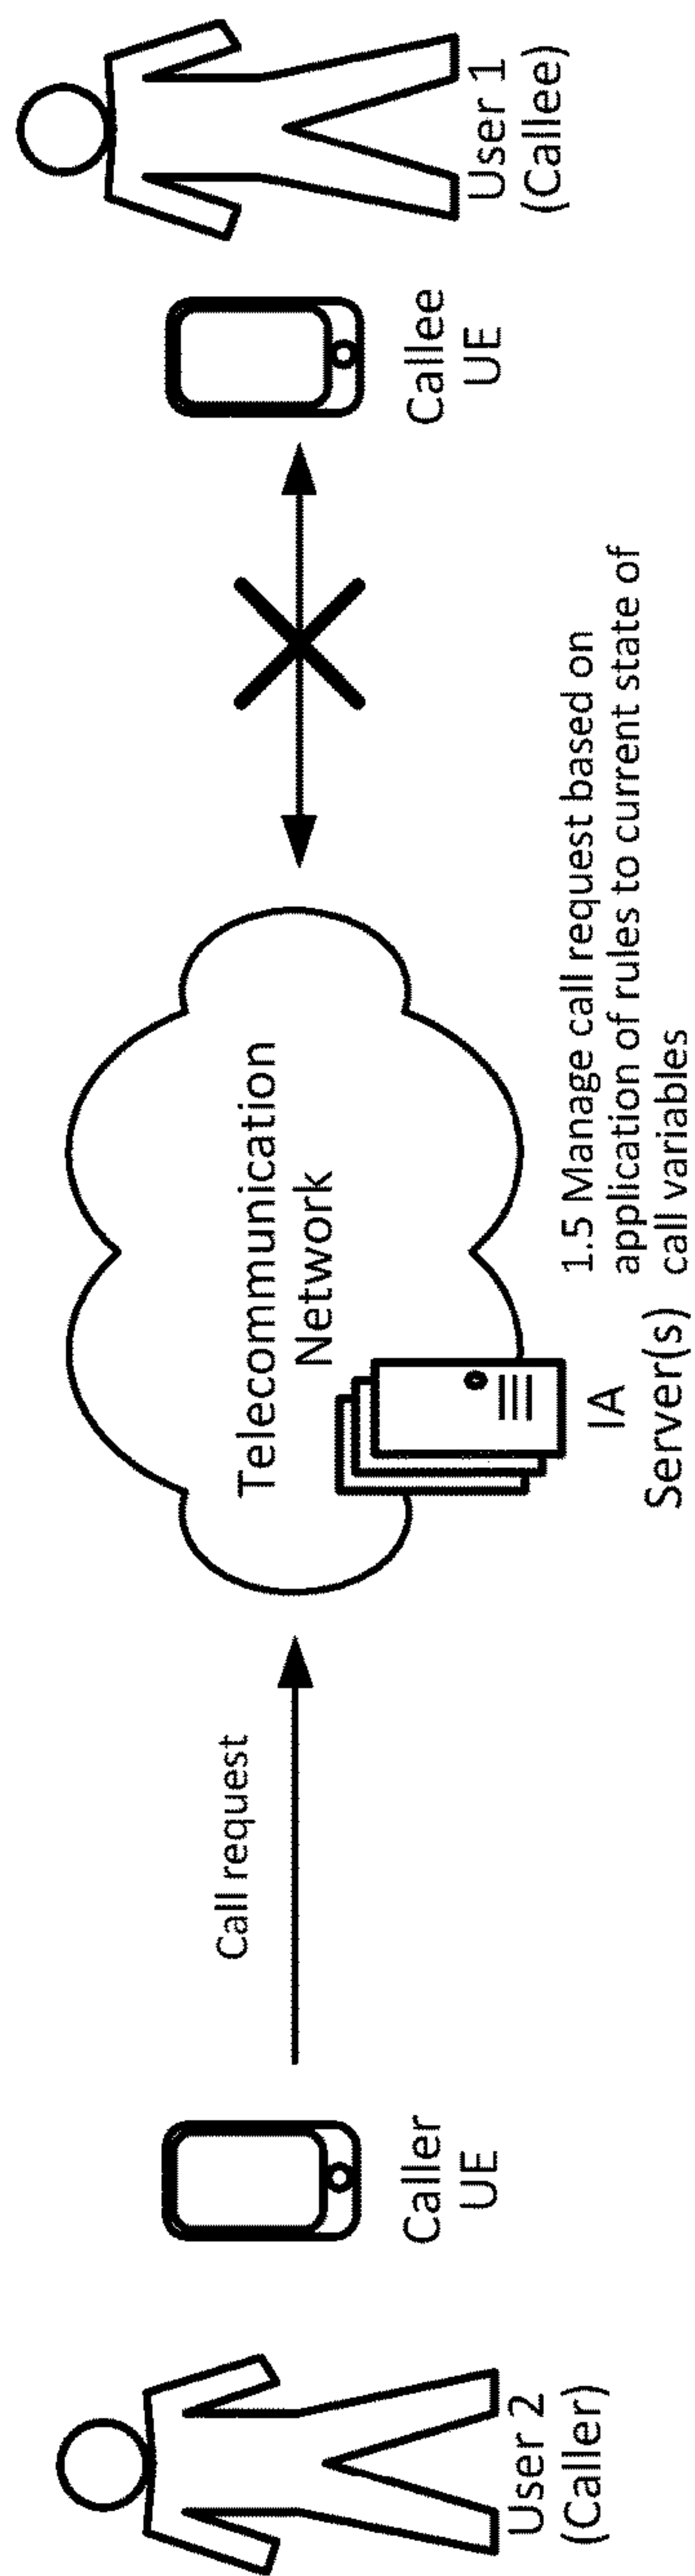 User 2
(Caller)
Caller
UE
Call request
Telecommunication
Network
IA
Server(s)
1.5 Manage call request based on
application of rules to current state of
call variables
Callee
UE
User 1
(Callee)